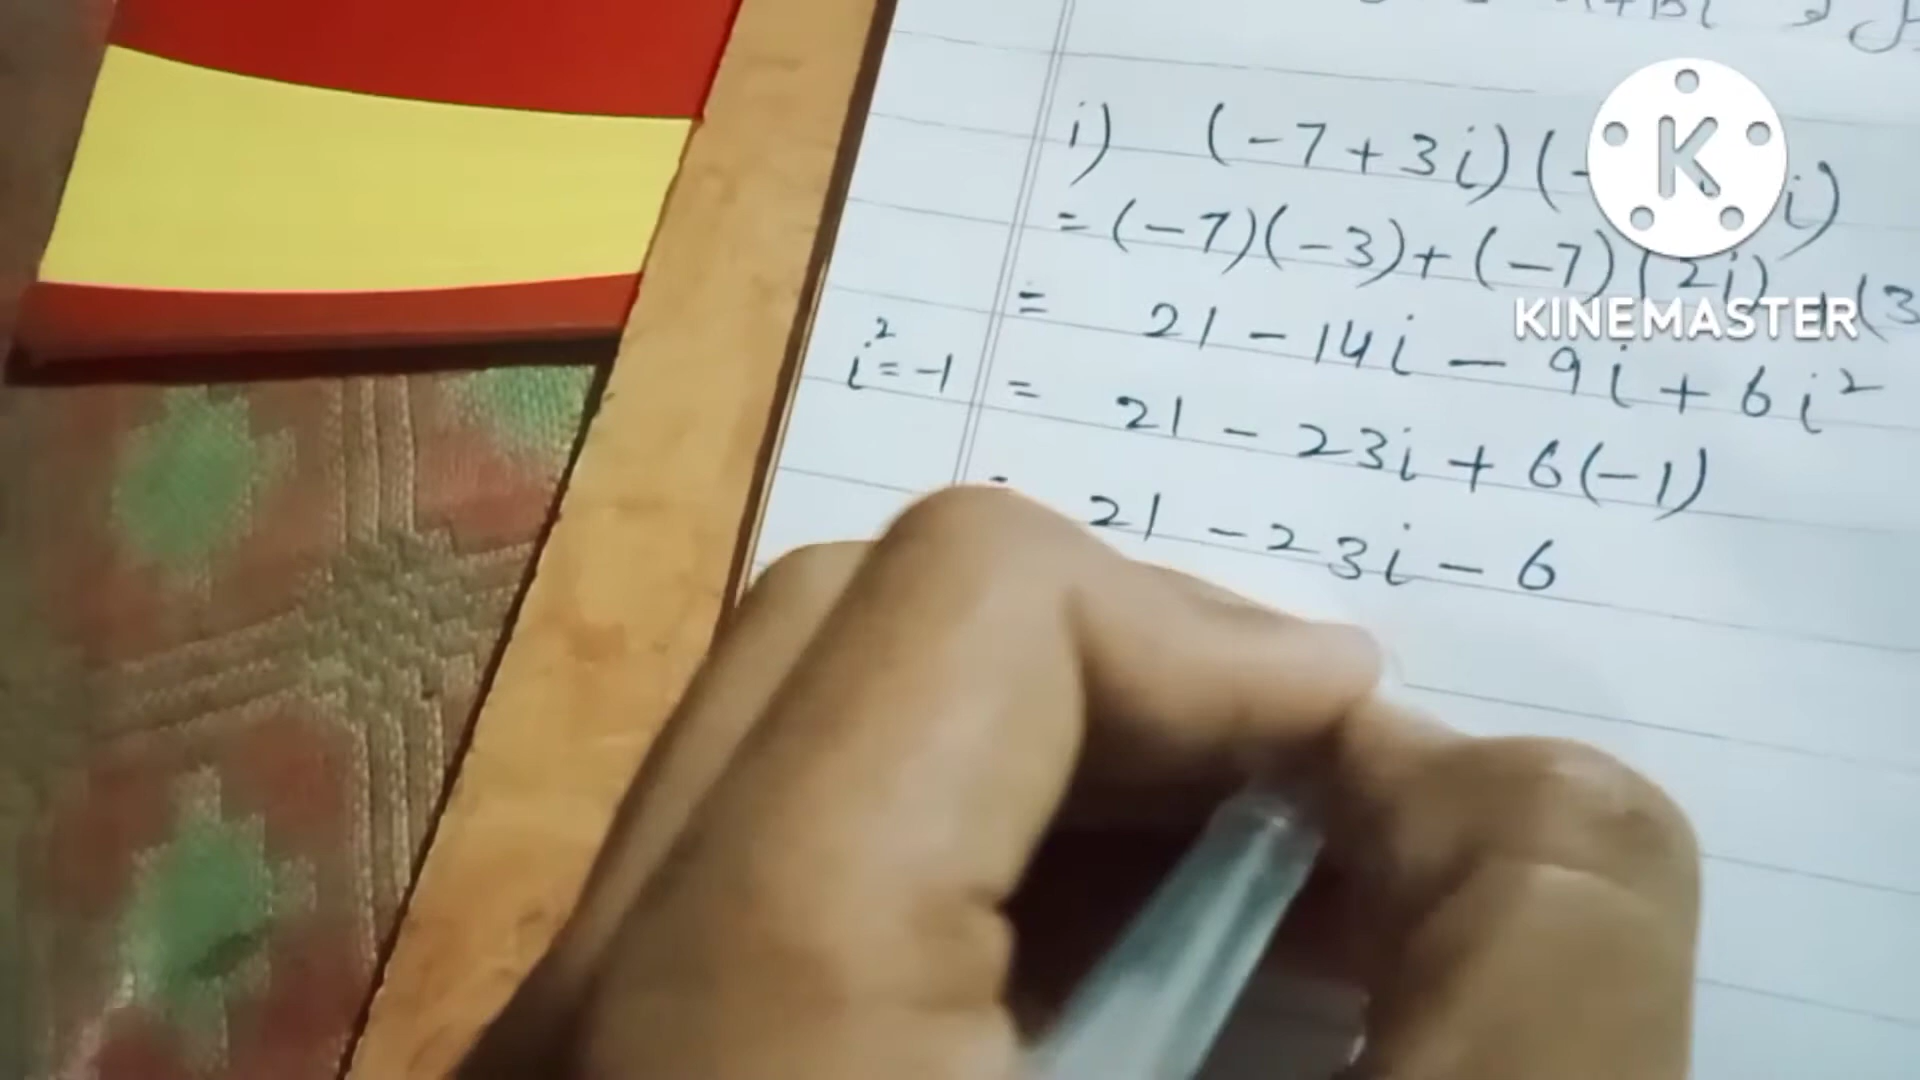 i) (-7+3i)(- i)
= (-7)(-3)+(-7)(2i)+(3
= 21 - 14i - 9i + 6i²
i² = -1
= 21 - 23i + 6(-1)
21 - 23i - 6
K
KINEMASTER